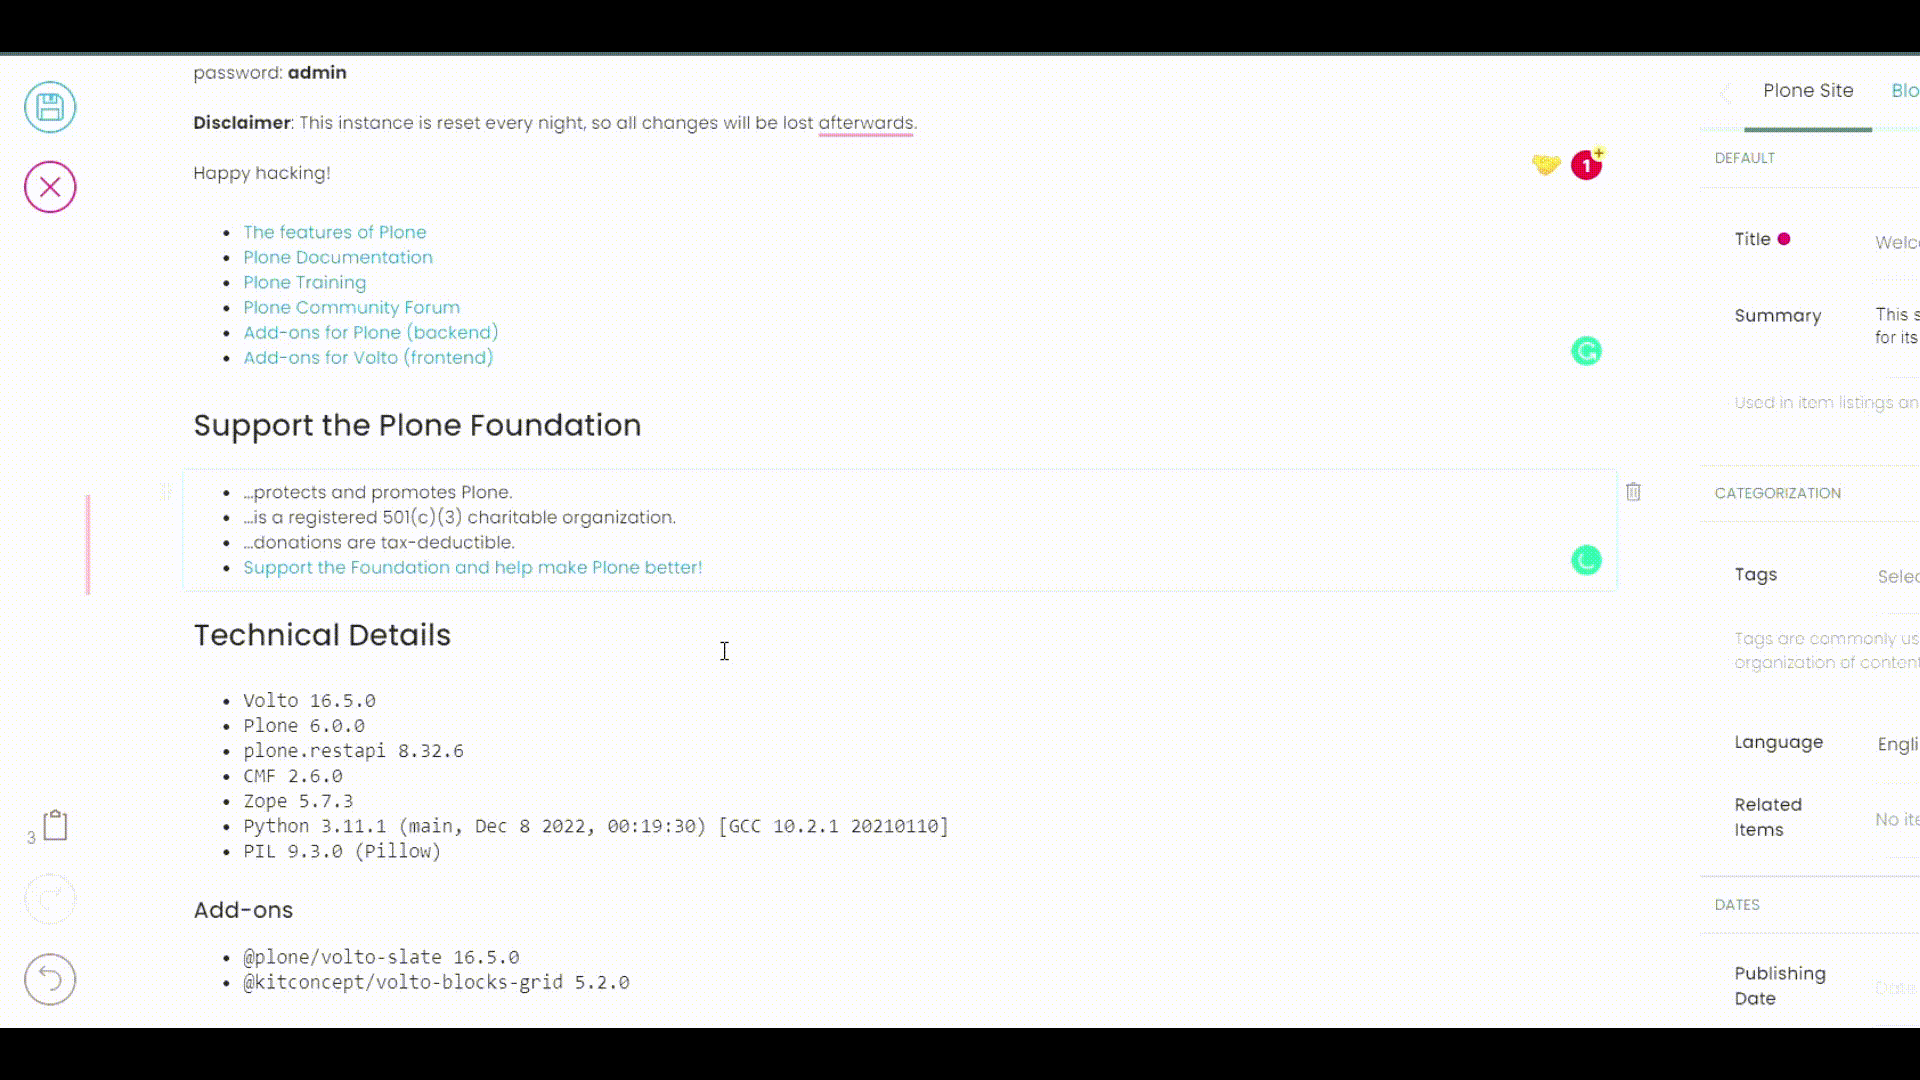 password: admin
Disclaimer: This instance is reset every night, so all changes will be lost afterwards.
Happy hacking!
1
+
The features of Plone
Plone Documentation
Plone Training
Plone Community Forum
Add-ons for Plone (backend)
Add-ons for Volto (frontend)
Support the Plone Foundation
...protects and promotes Plone.
...is a registered 501(c)(3) charitable organization.
...donations are tax-deductible.
Support the Foundation and help make Plone better!
Technical Details
Volto 16.5.0
Plone 6.0.0
plone.restapi 8.32.6
CMF 2.6.0
Zope 5.7.3
Python 3.11.1 (main, Dec 8 2022, 00:19:30) [GCC 10.2.1 20210110]
PIL 9.3.0 (Pillow)
Add-ons
@plone/volto-slate 16.5.0
@kitconcept/volto-blocks-grid 5.2.0
3
Plone Site Blo
DEFAULT
Title Welc
Summary This s
for its
Used in item listings an
CATEGORIZATION
Tags Selec
Tags are commonly us
organization of content
Language Engli
Related
Items No ite
DATES
Publishing
Date Date